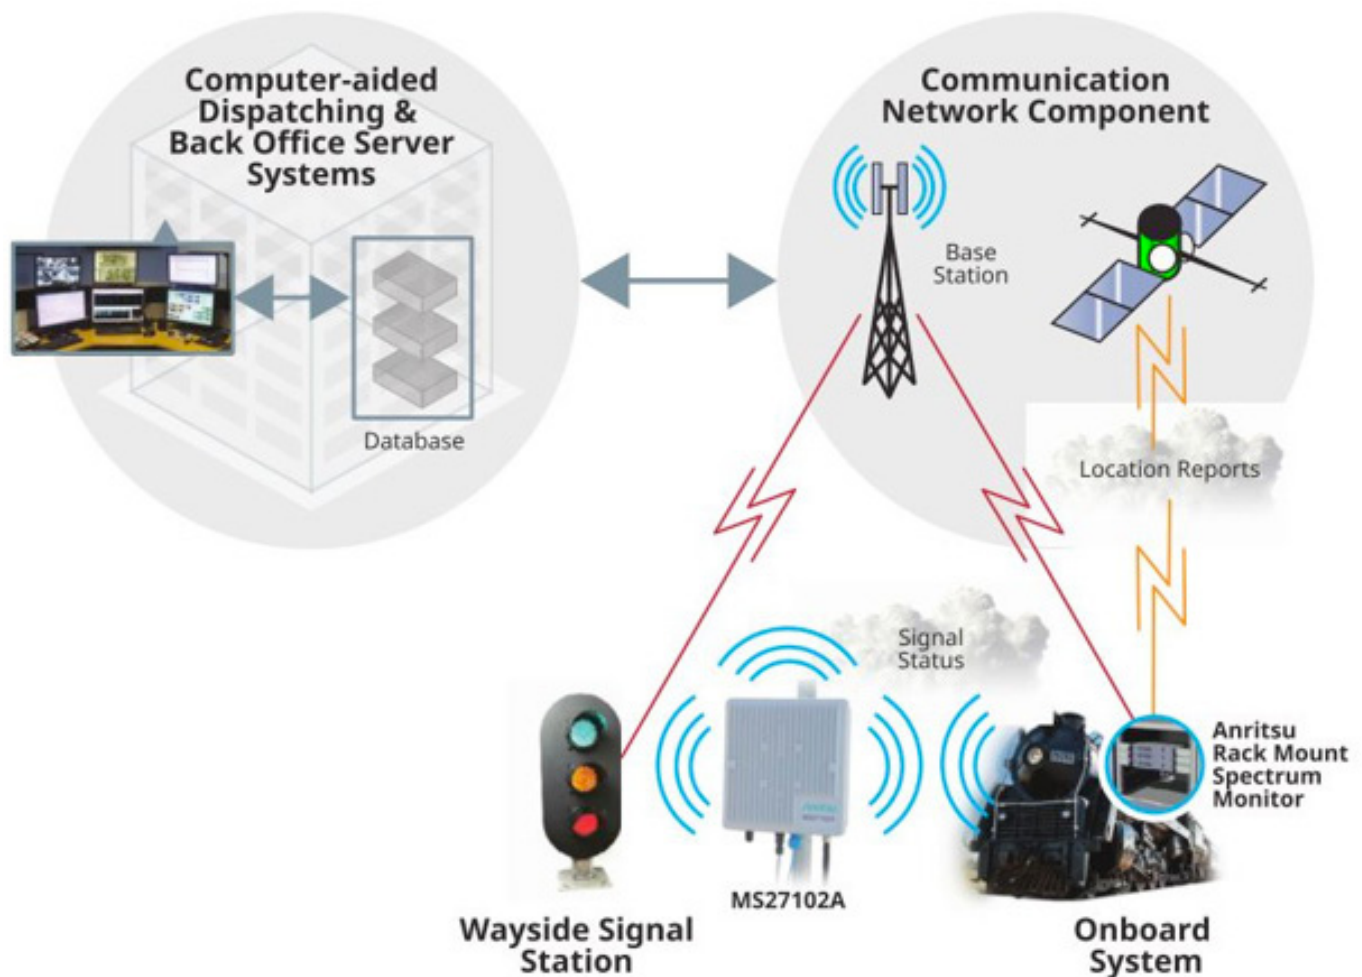 Computer-aided
Dispatching &
Back Office Server
Systems
Database
Communication
Network Component
Base
Station
Location Reports
Signal
Status
Anritsu
Rack Mount
Spectrum
Monitor
MS27102A
Wayside Signal
Station
Onboard
System